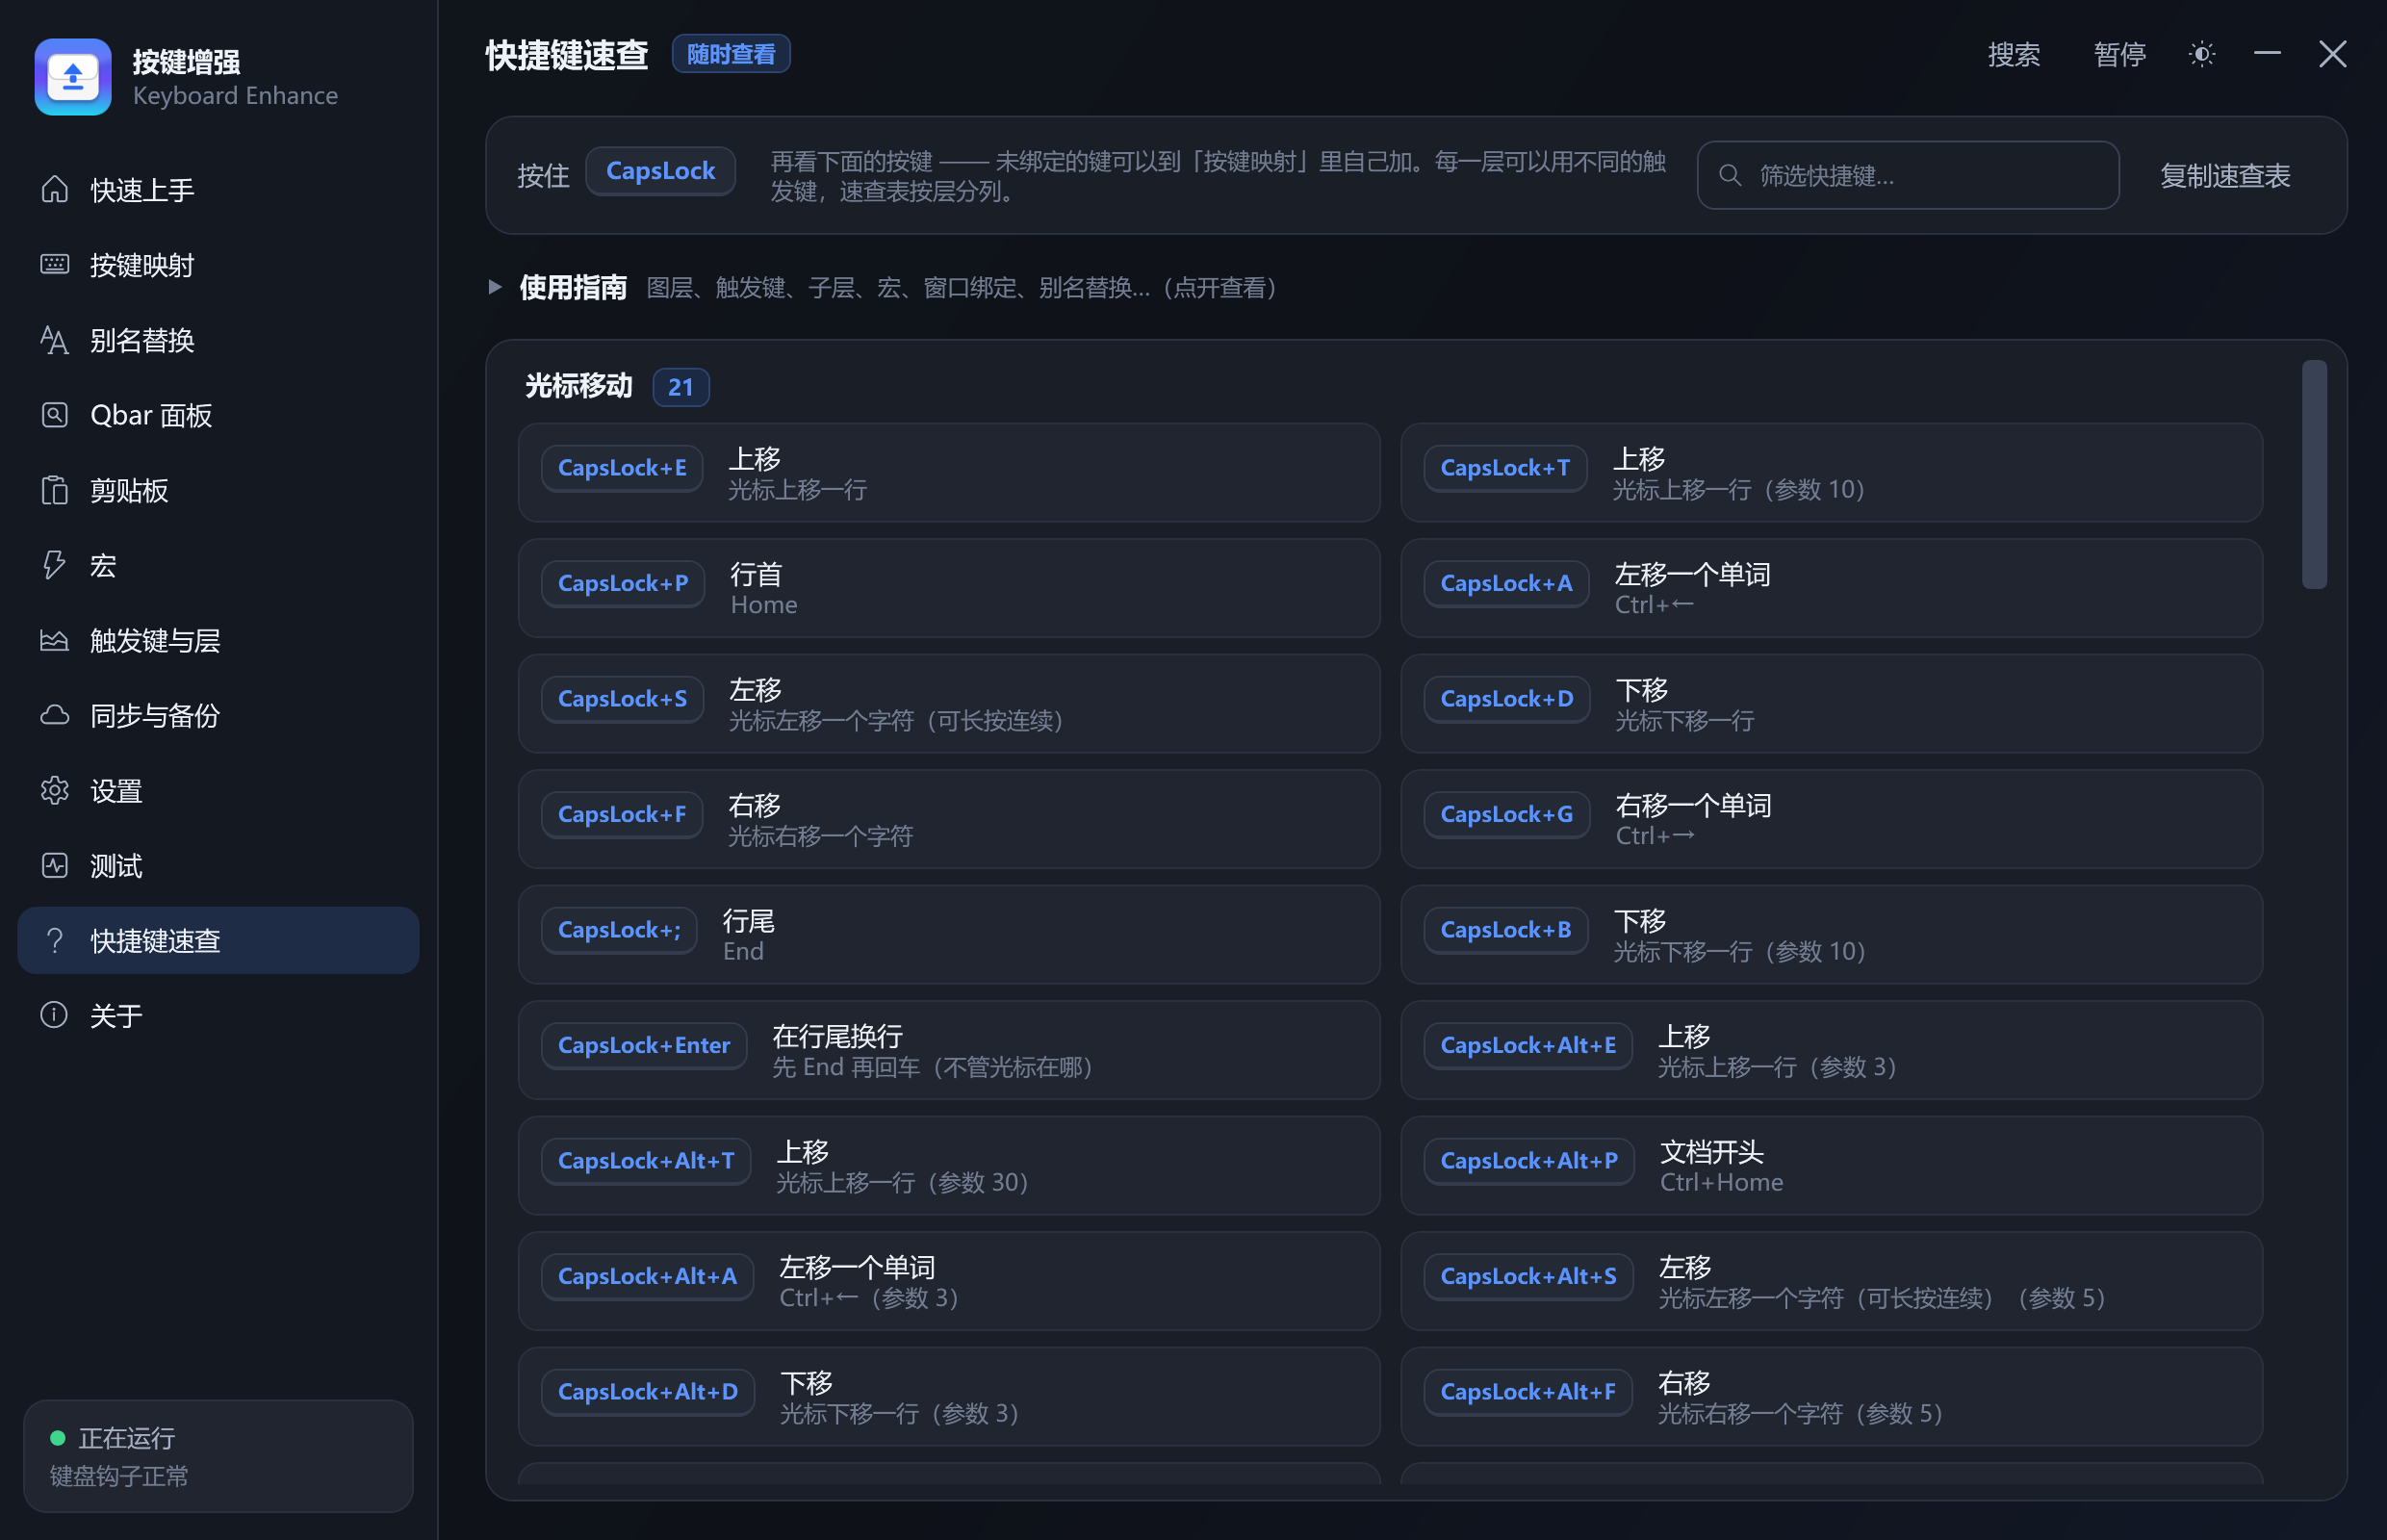 按键增强
Keyboard Enhance
快速上手
按键映射
别名替换
Qbar 面板
剪贴板
宏
触发键与层
同步与备份
设置
测试
快捷键速查
关于
正在运行
键盘钩子正常
快捷键速查
随时查看
搜索
暂停
按住
CapsLock
再看下面的按键 —— 未绑定的键可以到「按键映射」里自己加。每一层可以用不同的触
发键，速查表按层分列。
筛选快捷键...
复制速查表
使用指南
图层、触发键、子层、宏、窗口绑定、别名替换...（点开查看）
光标移动
21
CapsLock+E
上移
光标上移一行
CapsLock+T
上移
光标上移一行（参数 10）
CapsLock+P
行首
Home
CapsLock+A
左移一个单词
Ctrl+←
CapsLock+S
左移
光标左移一个字符（可长按连续）
CapsLock+D
下移
光标下移一行
CapsLock+F
右移
光标右移一个字符
CapsLock+G
右移一个单词
Ctrl+→
CapsLock+;
行尾
End
CapsLock+B
下移
光标下移一行（参数 10）
CapsLock+Enter
在行尾换行
先 End 再回车（不管光标在哪）
CapsLock+Alt+E
上移
光标上移一行（参数 3）
CapsLock+Alt+T
上移
光标上移一行（参数 30）
CapsLock+Alt+P
文档开头
Ctrl+Home
CapsLock+Alt+A
左移一个单词
Ctrl+←（参数 3）
CapsLock+Alt+S
左移
光标左移一个字符（可长按连续）（参数 5）
CapsLock+Alt+D
下移
光标下移一行（参数 3）
CapsLock+Alt+F
右移
光标右移一个字符（参数 5）